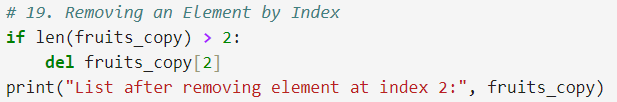 # 19. Removing an Element by Index
if len(fruits_copy) > 2:
    del fruits_copy[2]
print("List after removing element at index 2:", fruits_copy)